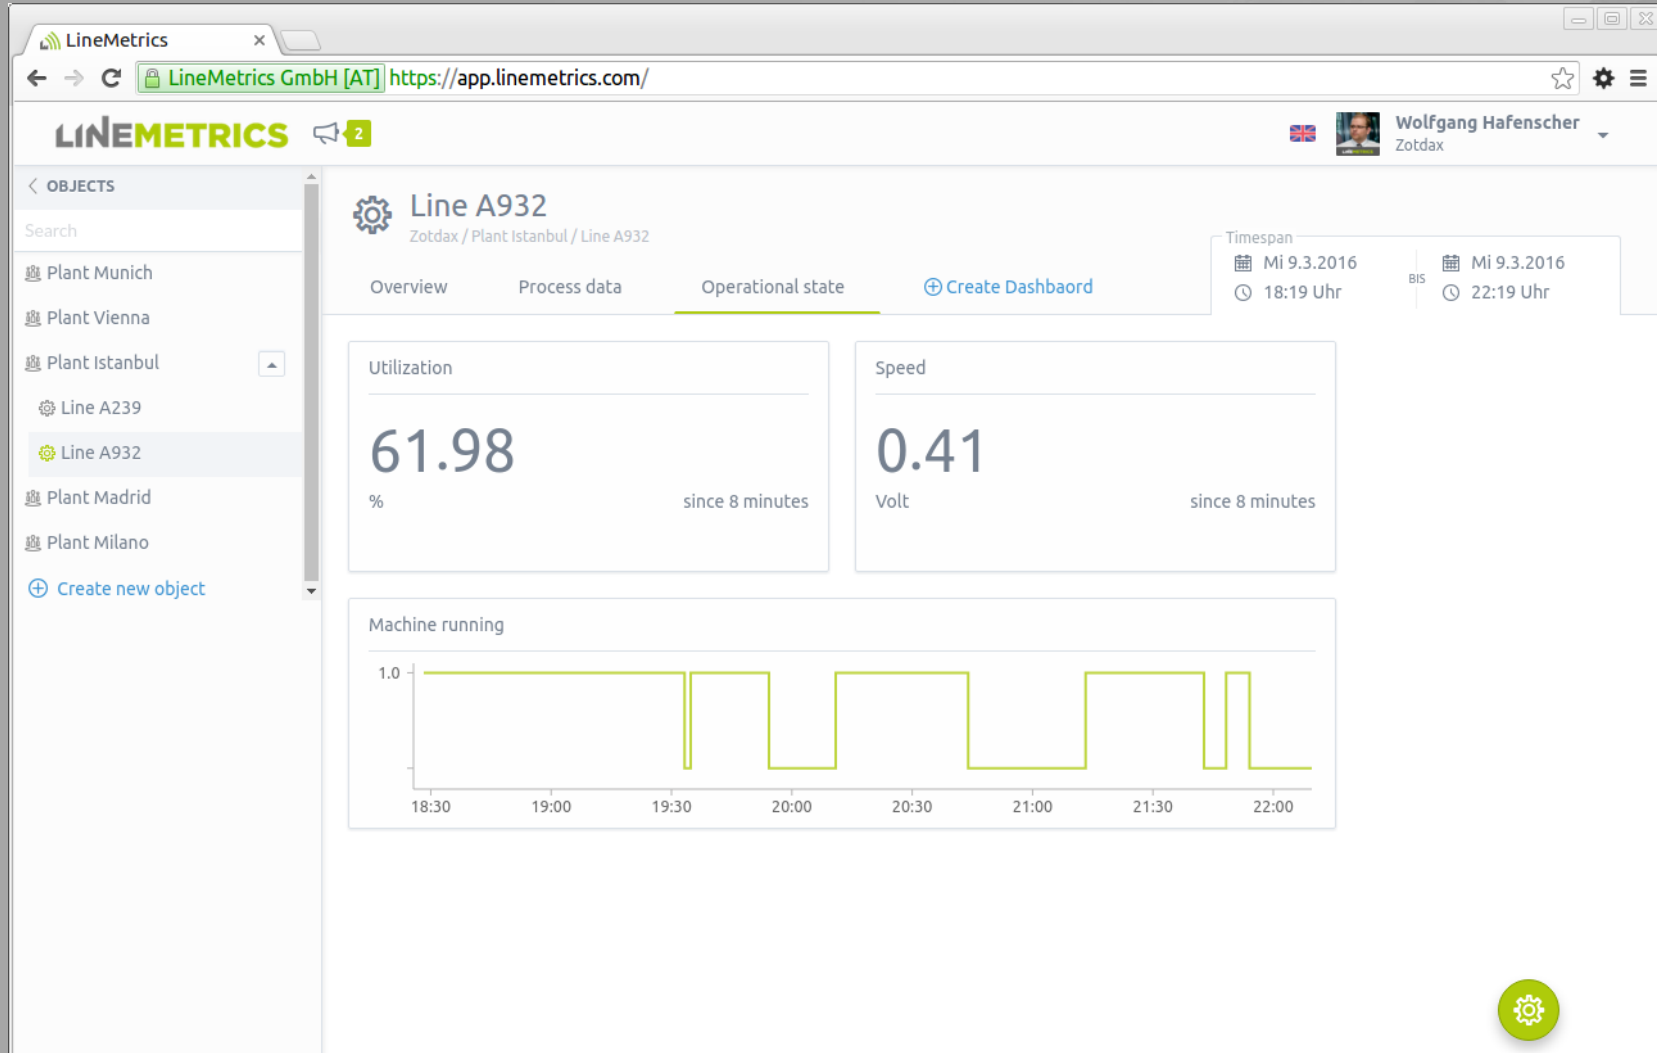 LineMetrics
LineMetrics GmbH [AT] https://app.linemetrics.com/
LINEMETRICS 2
Wolfgang Hafenscher
Zotdax
OBJECTS
Search
Plant Munich
Plant Vienna
Plant Istanbul
Line A239
Line A932
Plant Madrid
Plant Milano
Create new object
Line A932
Zotdax / Plant Istanbul / Line A932
Overview Process data Operational state Create Dashbaord
Timespan
Mi 9.3.2016 BIS Mi 9.3.2016
18:19 Uhr 22:19 Uhr
Utilization
61.98
% since 8 minutes
Speed
0.41
Volt since 8 minutes
Machine running
1.0
18:30 19:00 19:30 20:00 20:30 21:00 21:30 22:00